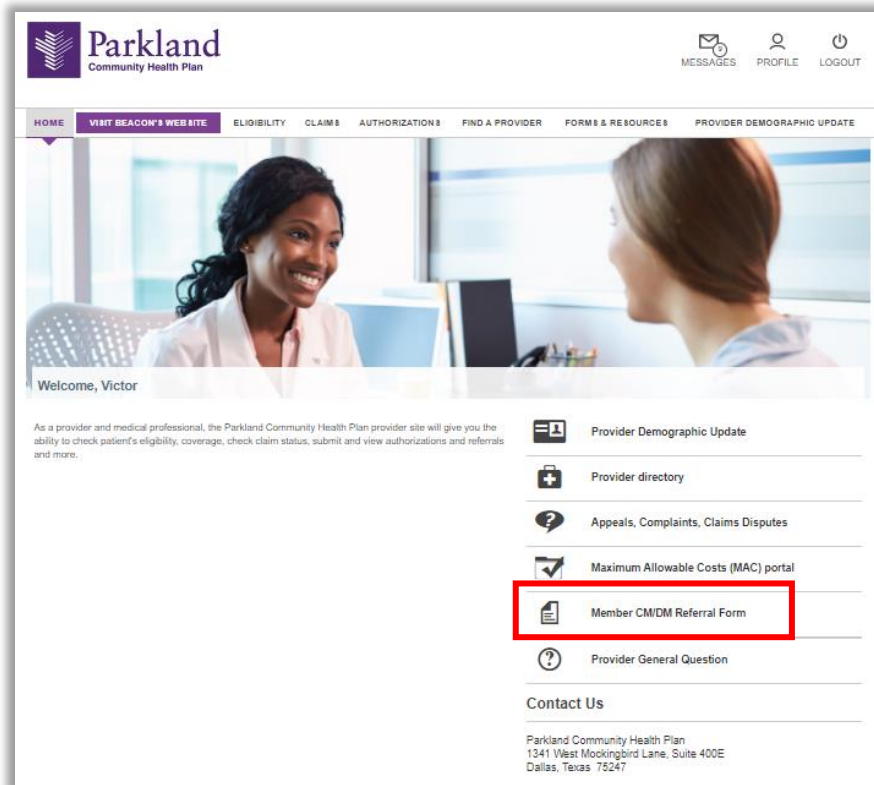 Parkland
Community Health Plan
MESSAGES
PROFILE
LOGOUT
HOME
VISIT BEACON'S WEBSITE
ELIGIBILITY
CLAIMS
AUTHORIZATIONS
FIND A PROVIDER
FORMS & RESOURCES
PROVIDER DEMOGRAPHIC UPDATE
Welcome, Victor
As a provider and medical professional, the Parkland Community Health Plan provider site will give you the
ability to check patient's eligibility, coverage, check claim status, submit and view authorizations and referrals
and more.
Provider Demographic Update
Provider directory
Appeals, Complaints, Claims Disputes
Maximum Allowable Costs (MAC) portal
Member CM/DM Referral Form
Provider General Question
Contact Us
Parkland Community Health Plan
1341 West Mockingbird Lane, Suite 400E
Dallas, Texas 75247